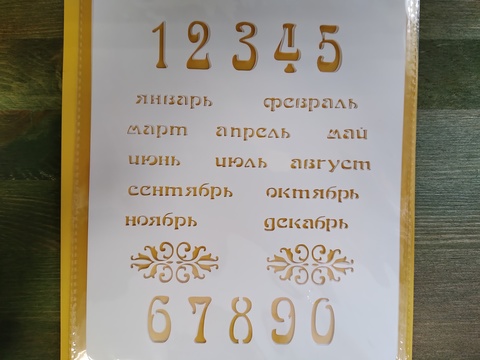 1 2 3 4 5
январь февраль
март апрель май
июнь июль август
сентябрь октябрь
ноябрь декабрь
6 7 8 9 0